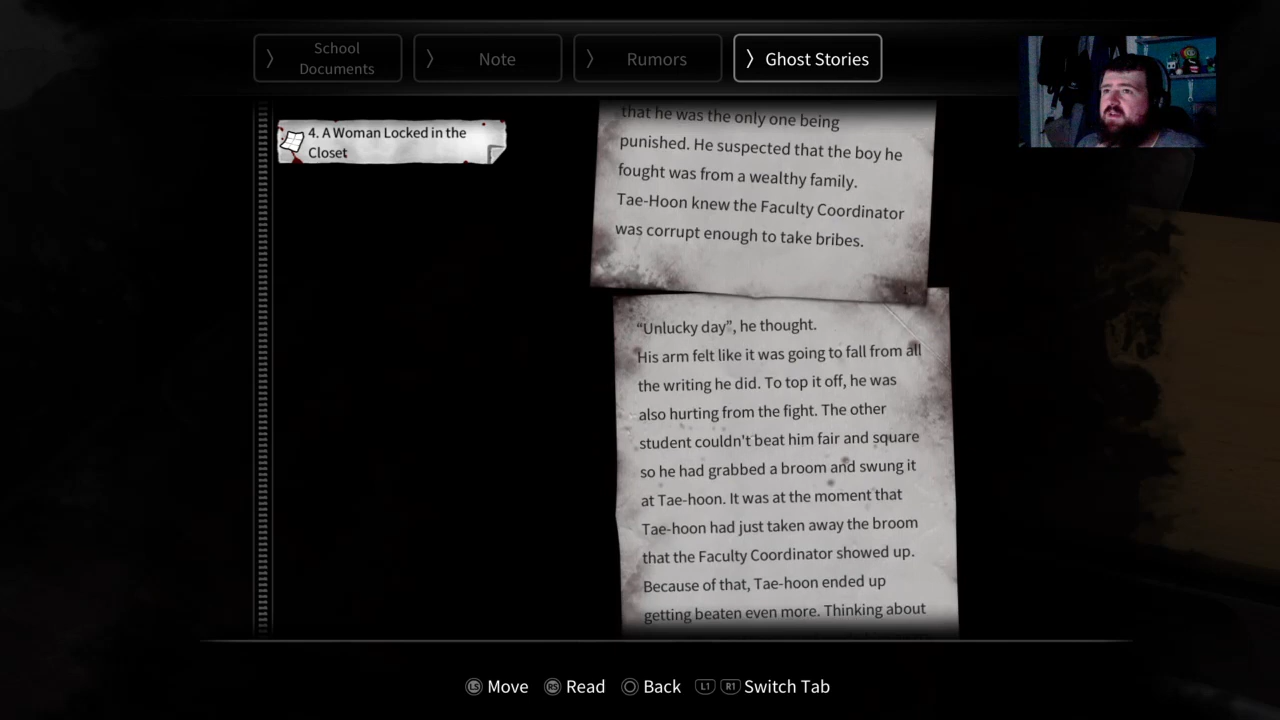 School
Documents
Note
Rumors
Ghost Stories
4. A Woman Locked in the
Closet
that he was the only one being
punished. He suspected that the boy he
fought was from a wealthy family.
Tae-Hoon knew the Faculty Coordinator
was corrupt enough to take bribes.
“Unlucky day”, he thought.
His arm felt like it was going to fall from all
the writing he did. To top it off, he was
also hurting from the fight. The other
student couldn't beat him fair and square
so he had grabbed a broom and swung it
at Tae-hoon. It was at the moment that
Tae-hoon had just taken away the broom
that the Faculty Coordinator showed up.
Because of that, Tae-hoon ended up
getting beaten even more. Thinking about
LS Move RS Read Back L1 R1 Switch Tab